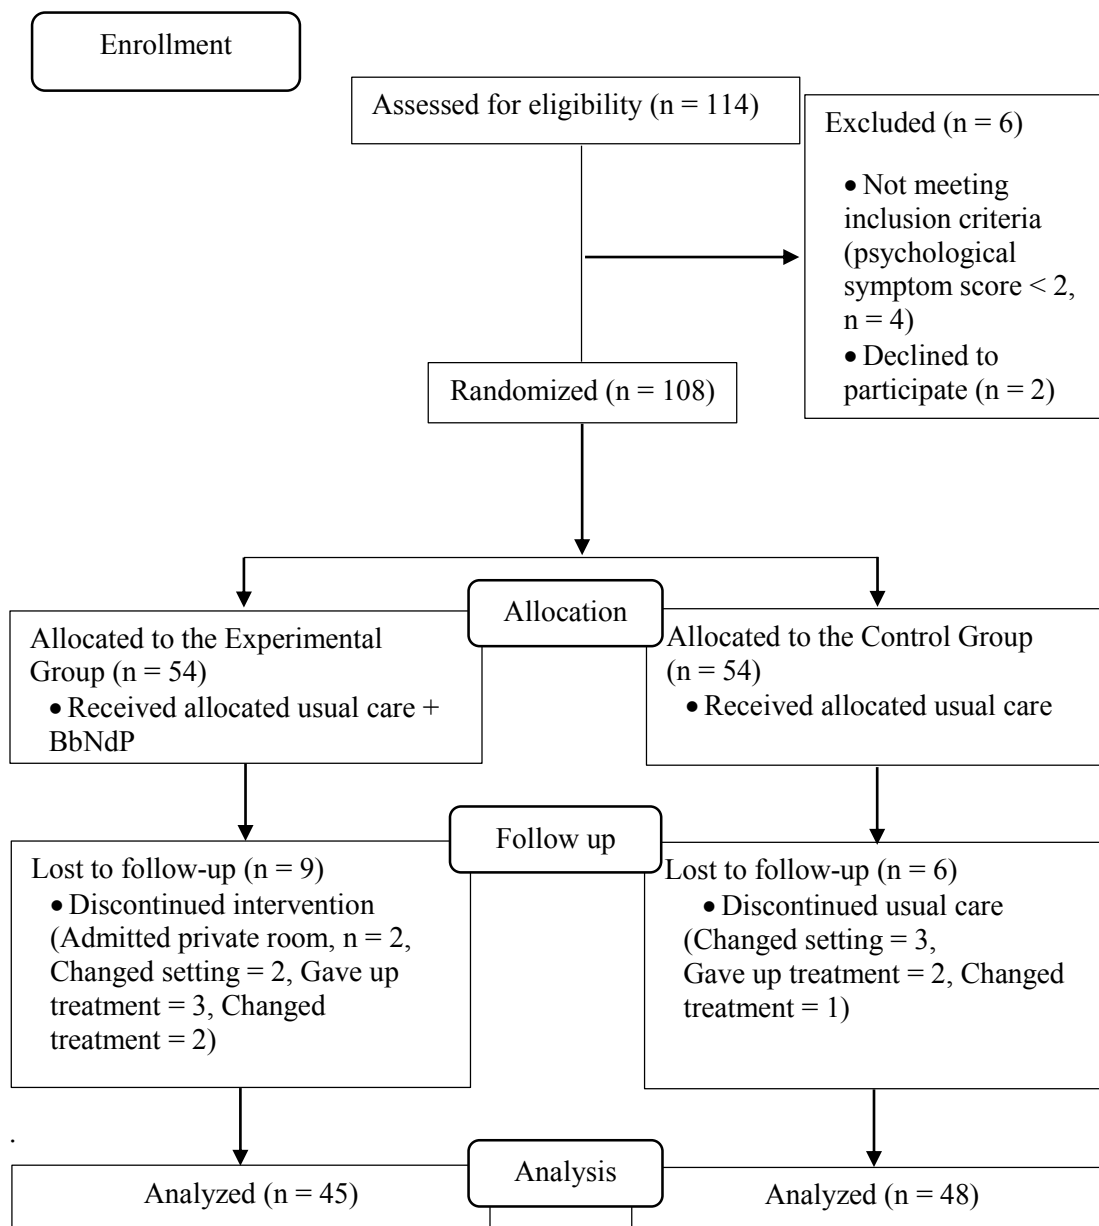 Enrollment
Assessed for eligibility (n = 114)
Excluded (n = 6)
• Not meeting
inclusion criteria
(psychological
symptom score < 2,
n = 4)
• Declined to
participate (n = 2)
Randomized (n = 108)
Allocation
Allocated to the Experimental
Group (n = 54)
• Received allocated usual care +
BbNdP
Allocated to the Control Group
(n = 54)
• Received allocated usual care
Follow up
Lost to follow-up (n = 9)
• Discontinued intervention
(Admitted private room, n = 2,
Changed setting = 2, Gave up
treatment = 3, Changed
treatment = 2)
Lost to follow-up (n = 6)
• Discontinued usual care
(Changed setting = 3,
Gave up treatment = 2, Changed
treatment = 1)
.
Analysis
Analyzed (n = 45)
Analyzed (n = 48)